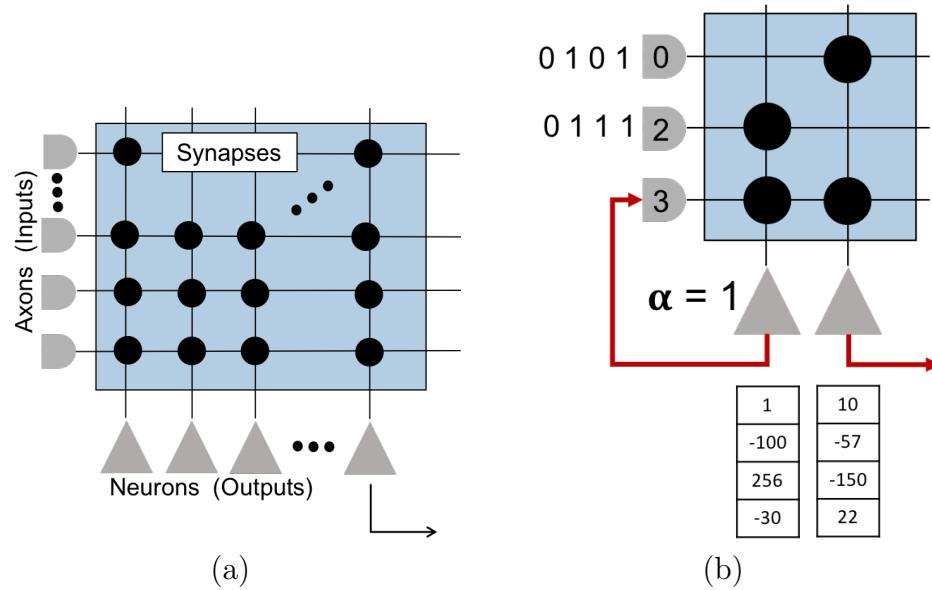 Axons (Inputs)
Synapses
Neurons (Outputs)
(a)
0 1 0 1 0
0 1 1 1 2
3
α = 1
1 10
-100 -57
256 -150
-30 22
(b)